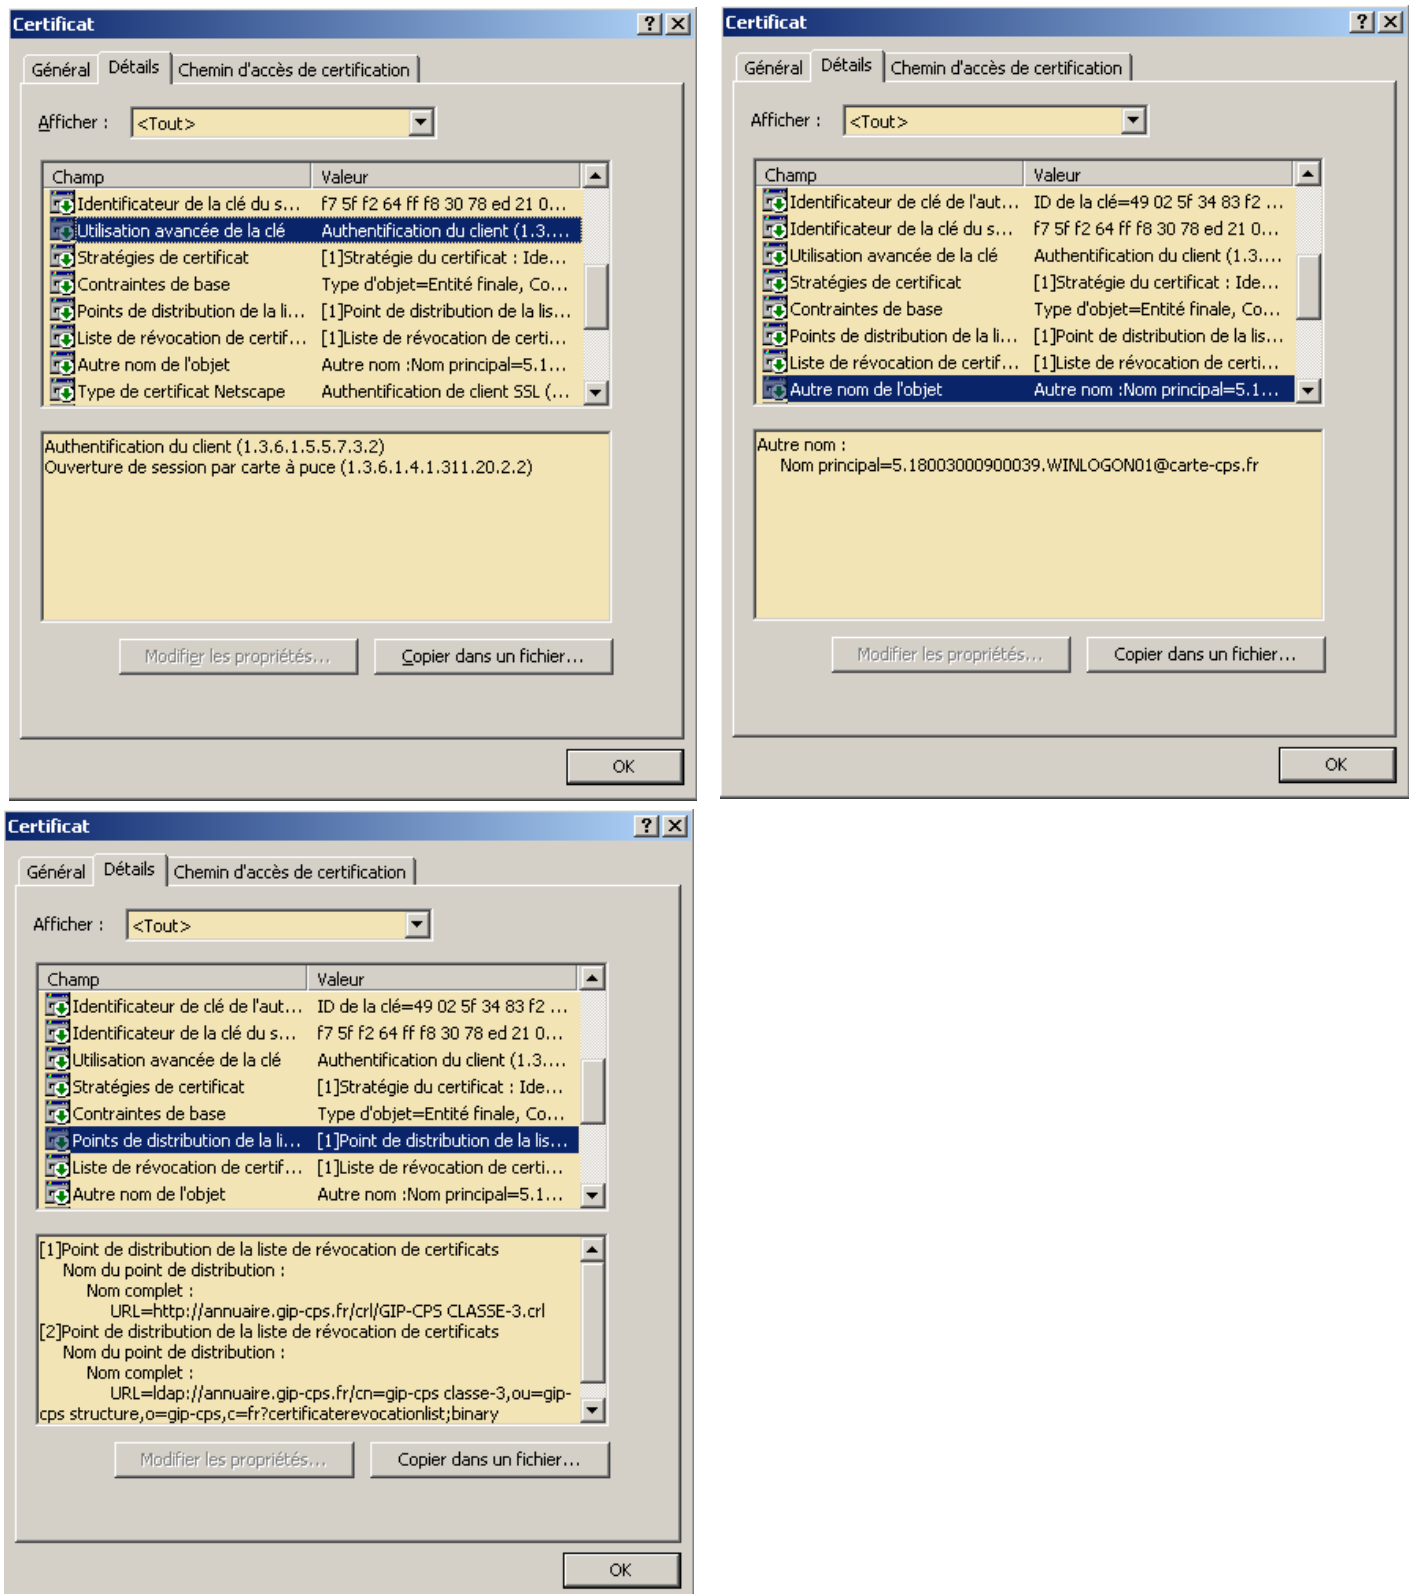 Certificat
Général Détails Chemin d'accès de certification
Afficher : <Tout>
Champ Valeur
Identificateur de la clé du s... f7 5f f2 64 ff f8 30 78 ed 21 0...
Utilisation avancée de la clé Authentification du client (1.3....
Stratégies de certificat [1]Stratégie du certificat : Ide...
Contraintes de base Type d'objet=Entité finale, Co...
Points de distribution de la li... [1]Point de distribution de la lis...
Liste de révocation de certif... [1]Liste de révocation de certi...
Autre nom de l'objet Autre nom :Nom principal=5.1...
Type de certificat Netscape Authentification de client SSL (...
Authentification du client (1.3.6.1.5.5.7.3.2)
Ouverture de session par carte à puce (1.3.6.1.4.1.311.20.2.2)
Modifier les propriétés... Copier dans un fichier...
OK
Certificat
Général Détails Chemin d'accès de certification
Afficher : <Tout>
Champ Valeur
Identificateur de clé de l'aut... ID de la clé=49 02 5f 34 83 f2 ...
Identificateur de la clé du s... f7 5f f2 64 ff f8 30 78 ed 21 0...
Utilisation avancée de la clé Authentification du client (1.3....
Stratégies de certificat [1]Stratégie du certificat : Ide...
Contraintes de base Type d'objet=Entité finale, Co...
Points de distribution de la li... [1]Point de distribution de la lis...
Liste de révocation de certif... [1]Liste de révocation de certi...
Autre nom de l'objet Autre nom :Nom principal=5.1...
Autre nom :
Nom principal=5.18003000900039.WINLOGON01@carte-cps.fr
Modifier les propriétés... Copier dans un fichier...
OK
Certificat
Général Détails Chemin d'accès de certification
Afficher : <Tout>
Champ Valeur
Identificateur de clé de l'aut... ID de la clé=49 02 5f 34 83 f2 ...
Identificateur de la clé du s... f7 5f f2 64 ff f8 30 78 ed 21 0...
Utilisation avancée de la clé Authentification du client (1.3....
Stratégies de certificat [1]Stratégie du certificat : Ide...
Contraintes de base Type d'objet=Entité finale, Co...
Points de distribution de la li... [1]Point de distribution de la lis...
Liste de révocation de certif... [1]Liste de révocation de certi...
Autre nom de l'objet Autre nom :Nom principal=5.1...
[1]Point de distribution de la liste de révocation de certificats
Nom du point de distribution :
Nom complet :
URL=http://annuaire.gip-cps.fr/crl/GIP-CPS CLASSE-3.crl
[2]Point de distribution de la liste de révocation de certificats
Nom du point de distribution :
Nom complet :
URL=ldap://annuaire.gip-cps.fr/cn=gip-cps classe-3,ou=gip-
cps structure,o=gip-cps,c=fr?certificaterevocationlist;binary
Modifier les propriétés... Copier dans un fichier...
OK